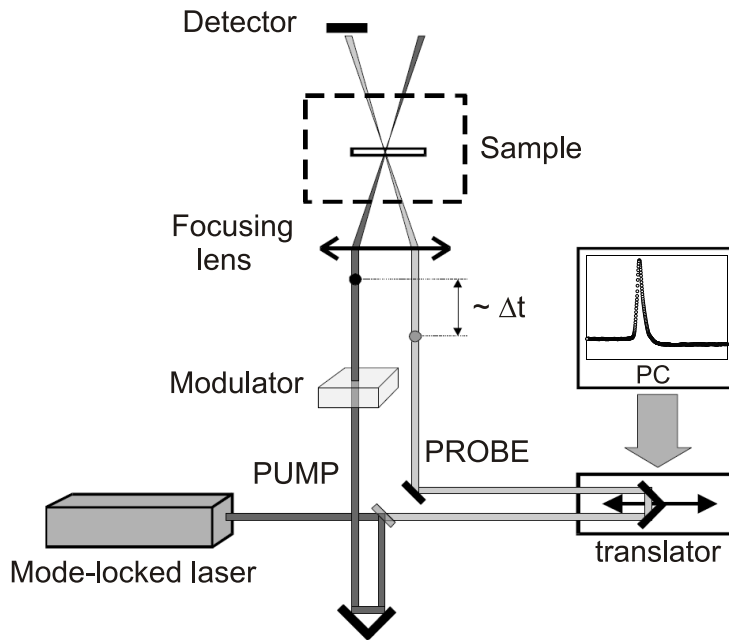 Detector
Sample
Focusing
lens
~ Δt
Modulator
PC
PUMP
PROBE
Mode-locked laser
translator